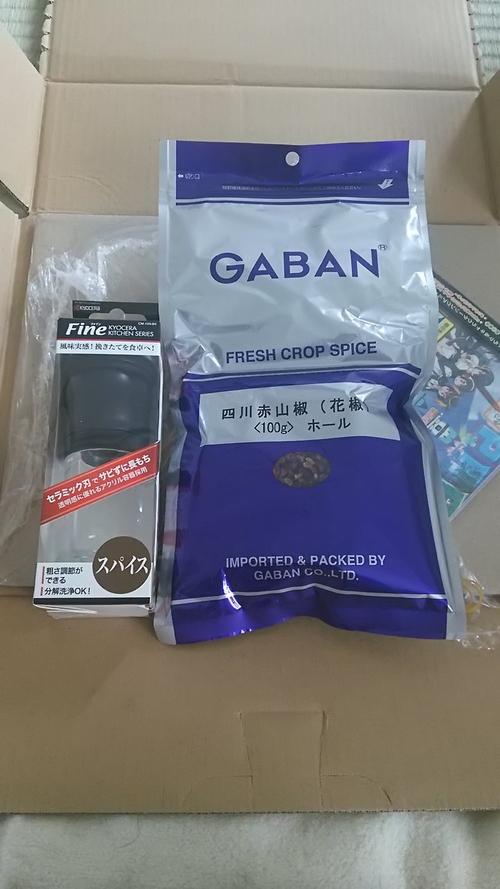 切り口
GABAN®
FRESH CROP SPICE
四川赤山椒（花椒）
<100g> ホール
IMPORTED & PACKED BY
GABAN CO.,LTD.
KYOCERA
Fine KYOCERA
KITCHEN SERIES
風味実感！挽きたてを食卓へ！
セラミック刃でサビずに長もち
透明感に優れるアクリル容器採用
粗さ調節が
できる
分解洗浄OK！
スパイス